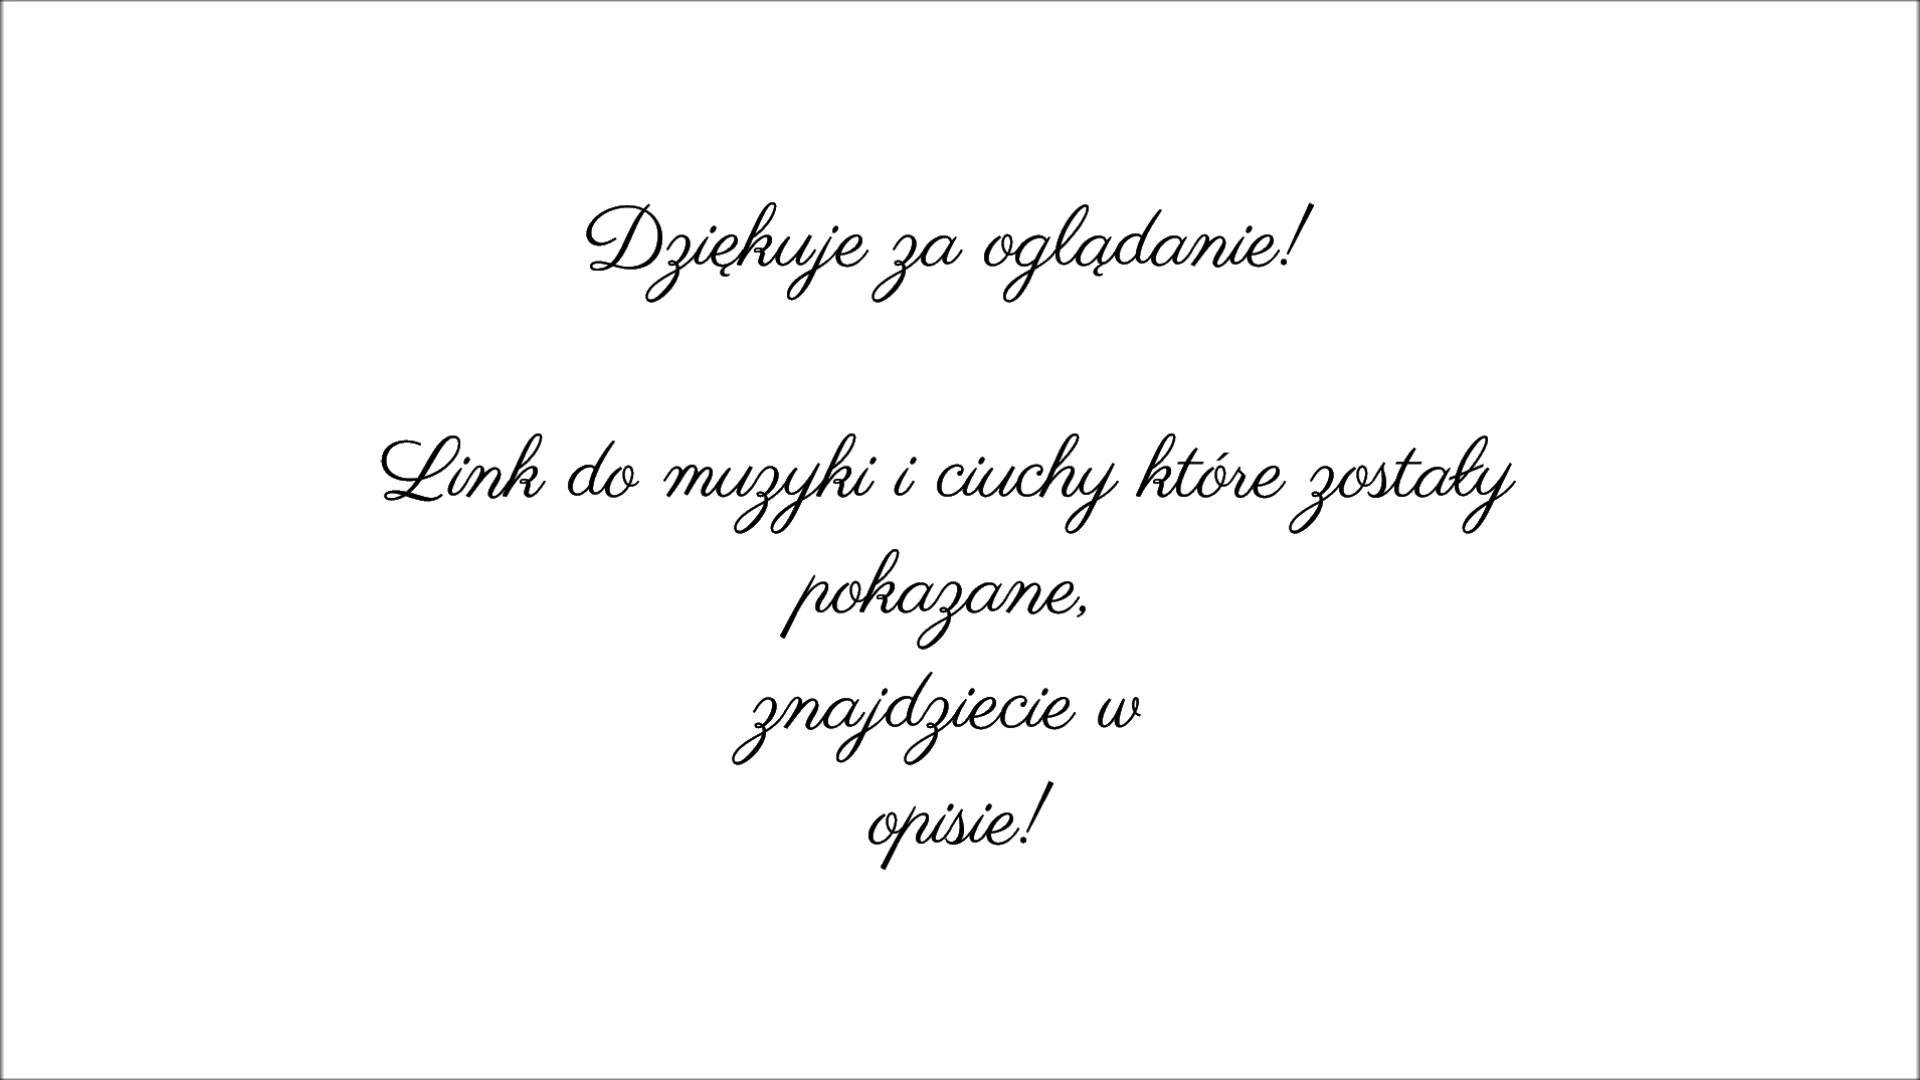 Dziękuje za oglądanie!
Link do muzyki i ciuchy które zostały
pokazane,
znajdziecie w
opisie!